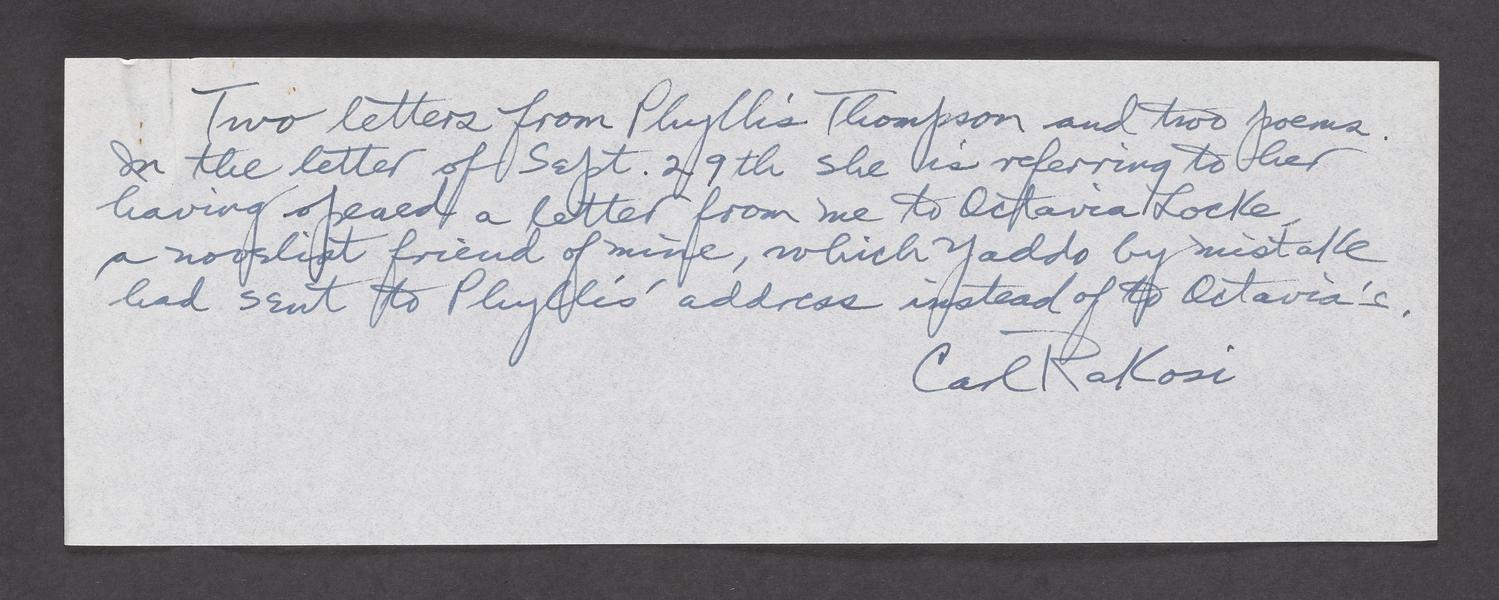 Two letters from Phyllis Thompson and two poems.
In the letter of Sept. 29th she is referring to her
having opened a letter from me to Octavia Locke,
a novelist friend of mine, which Yaddo by mistake
had sent to Phyllis' address instead of to Octavia's.
Carl Rakosi